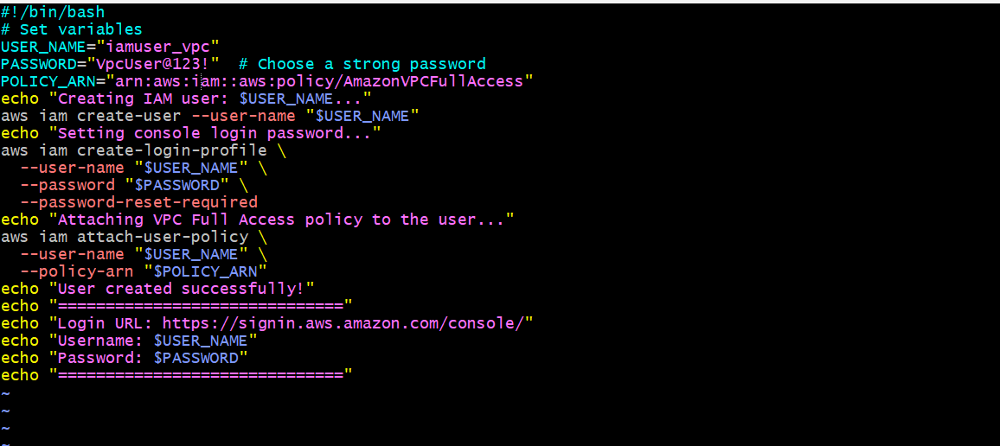 #!/bin/bash
# Set variables
USER_NAME="iamuser_vpc"
PASSWORD="VpcUser@123!"  # Choose a strong password
POLICY_ARN="arn:aws:iam::aws:policy/AmazonVPCFullAccess"
echo "Creating IAM user: $USER_NAME..."
aws iam create-user --user-name "$USER_NAME"
echo "Setting console login password..."
aws iam create-login-profile \
  --user-name "$USER_NAME" \
  --password "$PASSWORD" \
  --password-reset-required
echo "Attaching VPC Full Access policy to the user..."
aws iam attach-user-policy \
  --user-name "$USER_NAME" \
  --policy-arn "$POLICY_ARN"
echo "User created successfully!"
echo "=============================="
echo "Login URL: https://signin.aws.amazon.com/console/"
echo "Username: $USER_NAME"
echo "Password: $PASSWORD"
echo "=============================="
~
~
~
~